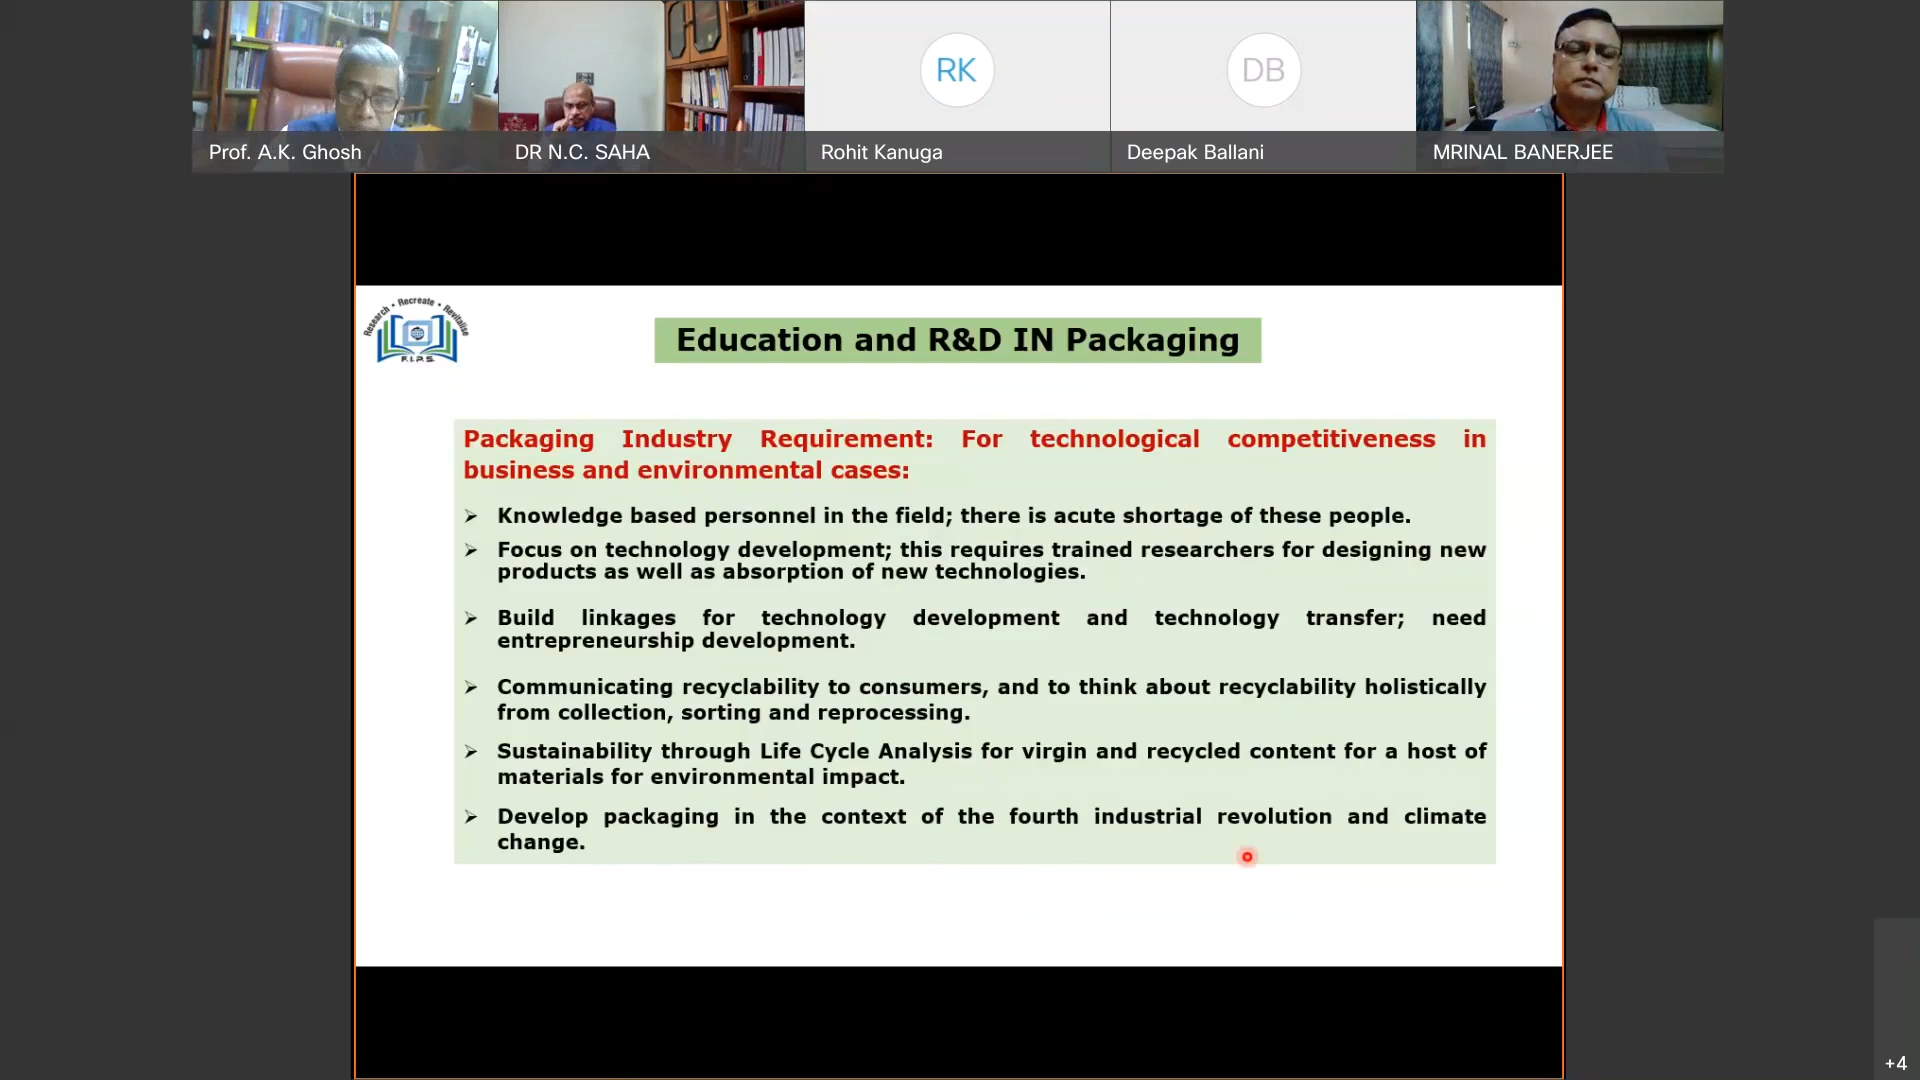 RK
DB
Prof. A.K. Ghosh
DR N.C. SAHA
Rohit Kanuga
Deepak Ballani
MRINAL BANERJEE
Research • Recreate • Revitalise
F.I.P.S.
Education and R&D IN Packaging
Packaging Industry Requirement: For technological competitiveness in
business and environmental cases:
➢ Knowledge based personnel in the field; there is acute shortage of these people.
➢ Focus on technology development; this requires trained researchers for designing new
products as well as absorption of new technologies.
➢ Build linkages for technology development and technology transfer; need
entrepreneurship development.
➢ Communicating recyclability to consumers, and to think about recyclability holistically
from collection, sorting and reprocessing.
➢ Sustainability through Life Cycle Analysis for virgin and recycled content for a host of
materials for environmental impact.
➢ Develop packaging in the context of the fourth industrial revolution and climate
change.
+4